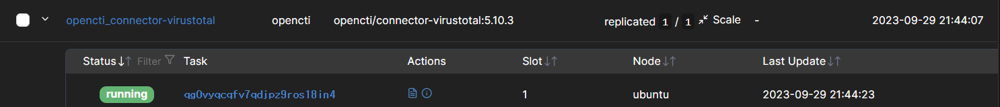 opencti_connector-virustotal opencti opencti/connector-virustotal:5.10.3 replicated 1 / 1 Scale - 2023-09-29 21:44:07
Status Filter Task Actions Slot Node Last Update
running qg0vyqcqfv7qdjpz9ros18in4 1 ubuntu 2023-09-29 21:44:23